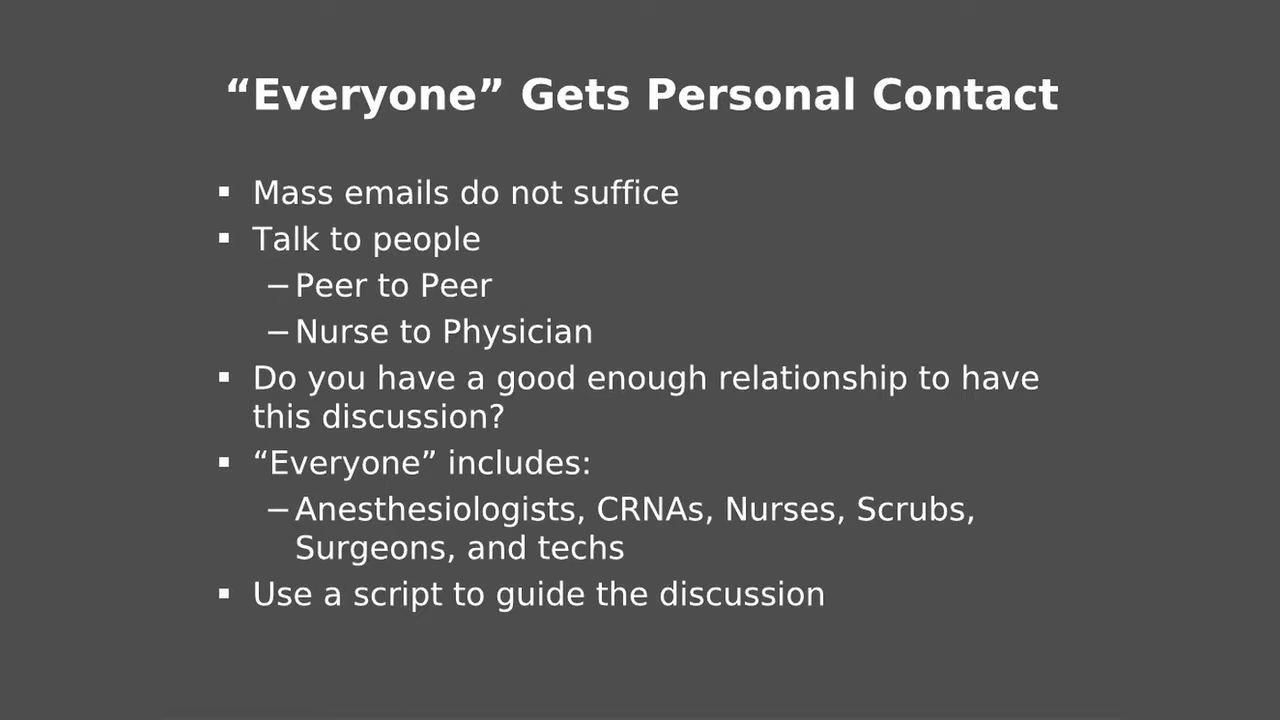 “Everyone” Gets Personal Contact
▪ Mass emails do not suffice
▪ Talk to people
–Peer to Peer
–Nurse to Physician
▪ Do you have a good enough relationship to have
this discussion?
▪ “Everyone” includes:
–Anesthesiologists, CRNAs, Nurses, Scrubs,
Surgeons, and techs
▪ Use a script to guide the discussion